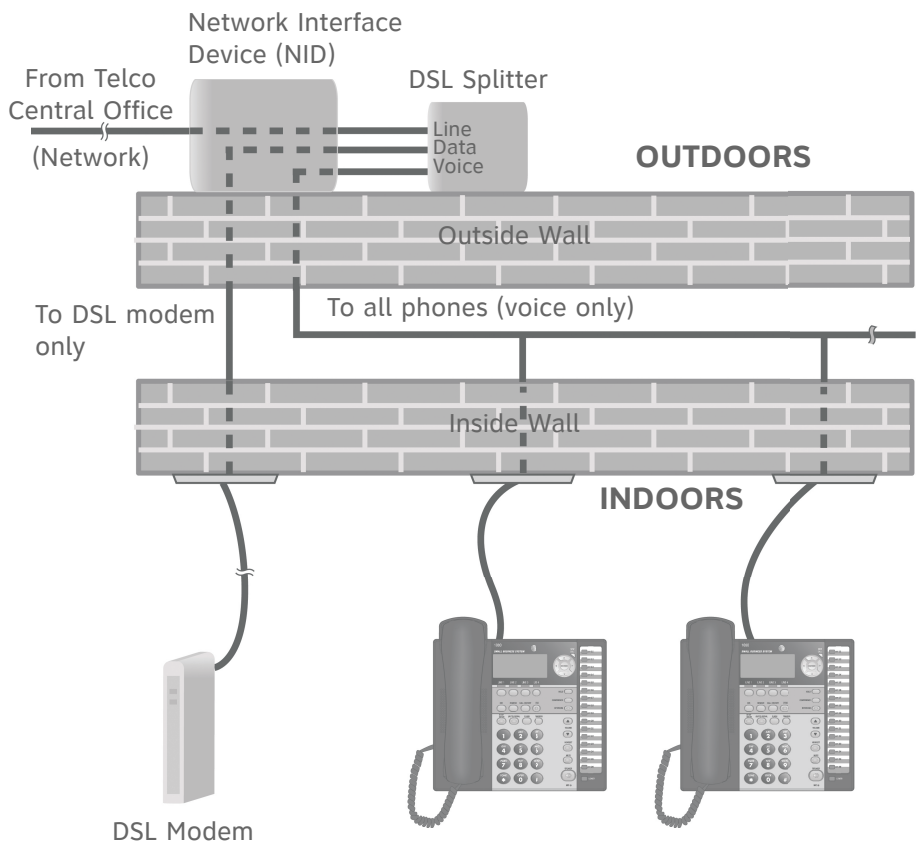 Network Interface
Device (NID)
From Telco
Central Office
(Network)
DSL Splitter
Line
Data
Voice
OUTDOORS
Outside Wall
To DSL modem
only
To all phones (voice only)
Inside Wall
INDOORS
DSL Modem